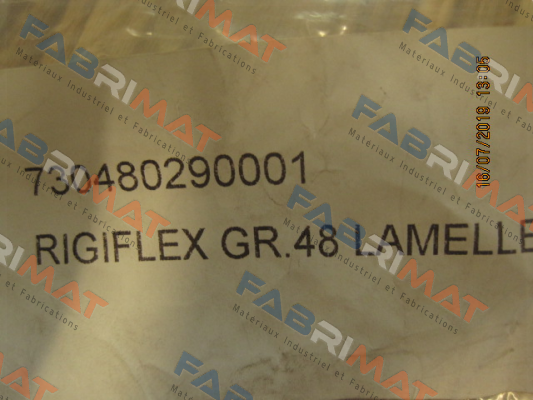 730480290001
RIGIFLEX GR.48 LAMELLE
16/07/2019 13:05
FABRIMAT
Materiaux Industriel et Fabrications